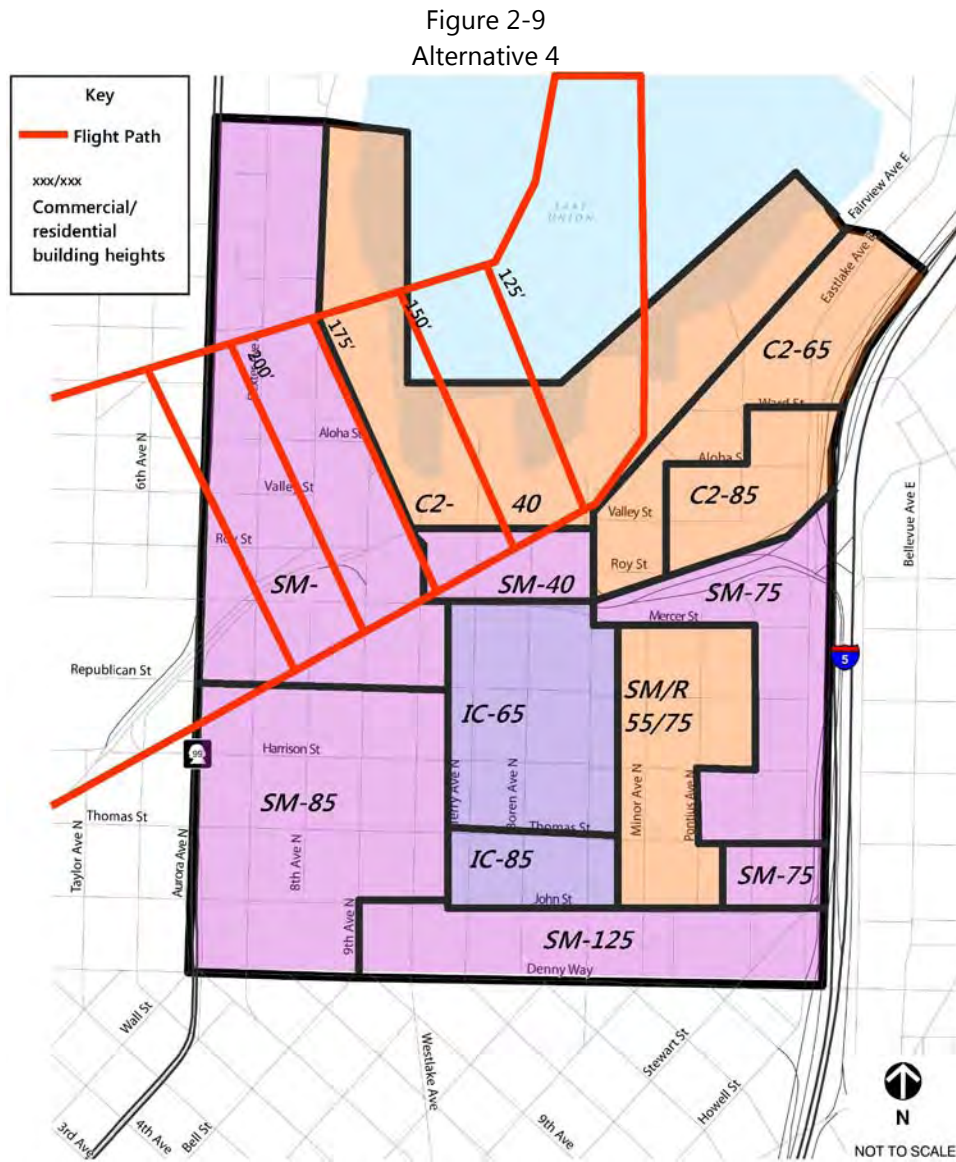 Figure 2-9
Alternative 4
Key
Flight Path
xxx/xxx
Commercial/
residential
building heights
LAKE
UNION
Fairview Ave E
Eastlake Ave E
125'
150'
175'
200'
C2-65
Ward St
Aloha St
Aloha S
6th Ave N
Valley St
C2-85
C2- 40
Valley St
Roy St
Roy St
Bellevue Ave E
SM-
SM-40
SM-75
Mercer St
5
Republican St
IC-65
SM/R
55/75
Harrison St
99
SM-85
Boren Ave N
Minor Ave N
Pontius Ave N
Thomas St
Thomas St
Taylor Ave N
Aurora Ave N
8th Ave N
IC-85
SM-75
John St
9th Ave N
SM-125
Denny Way
Wall St
Westlake Ave
Stewart St
Howell St
3rd Ave
4th Ave
Bell St
9th Ave
N
NOT TO SCALE